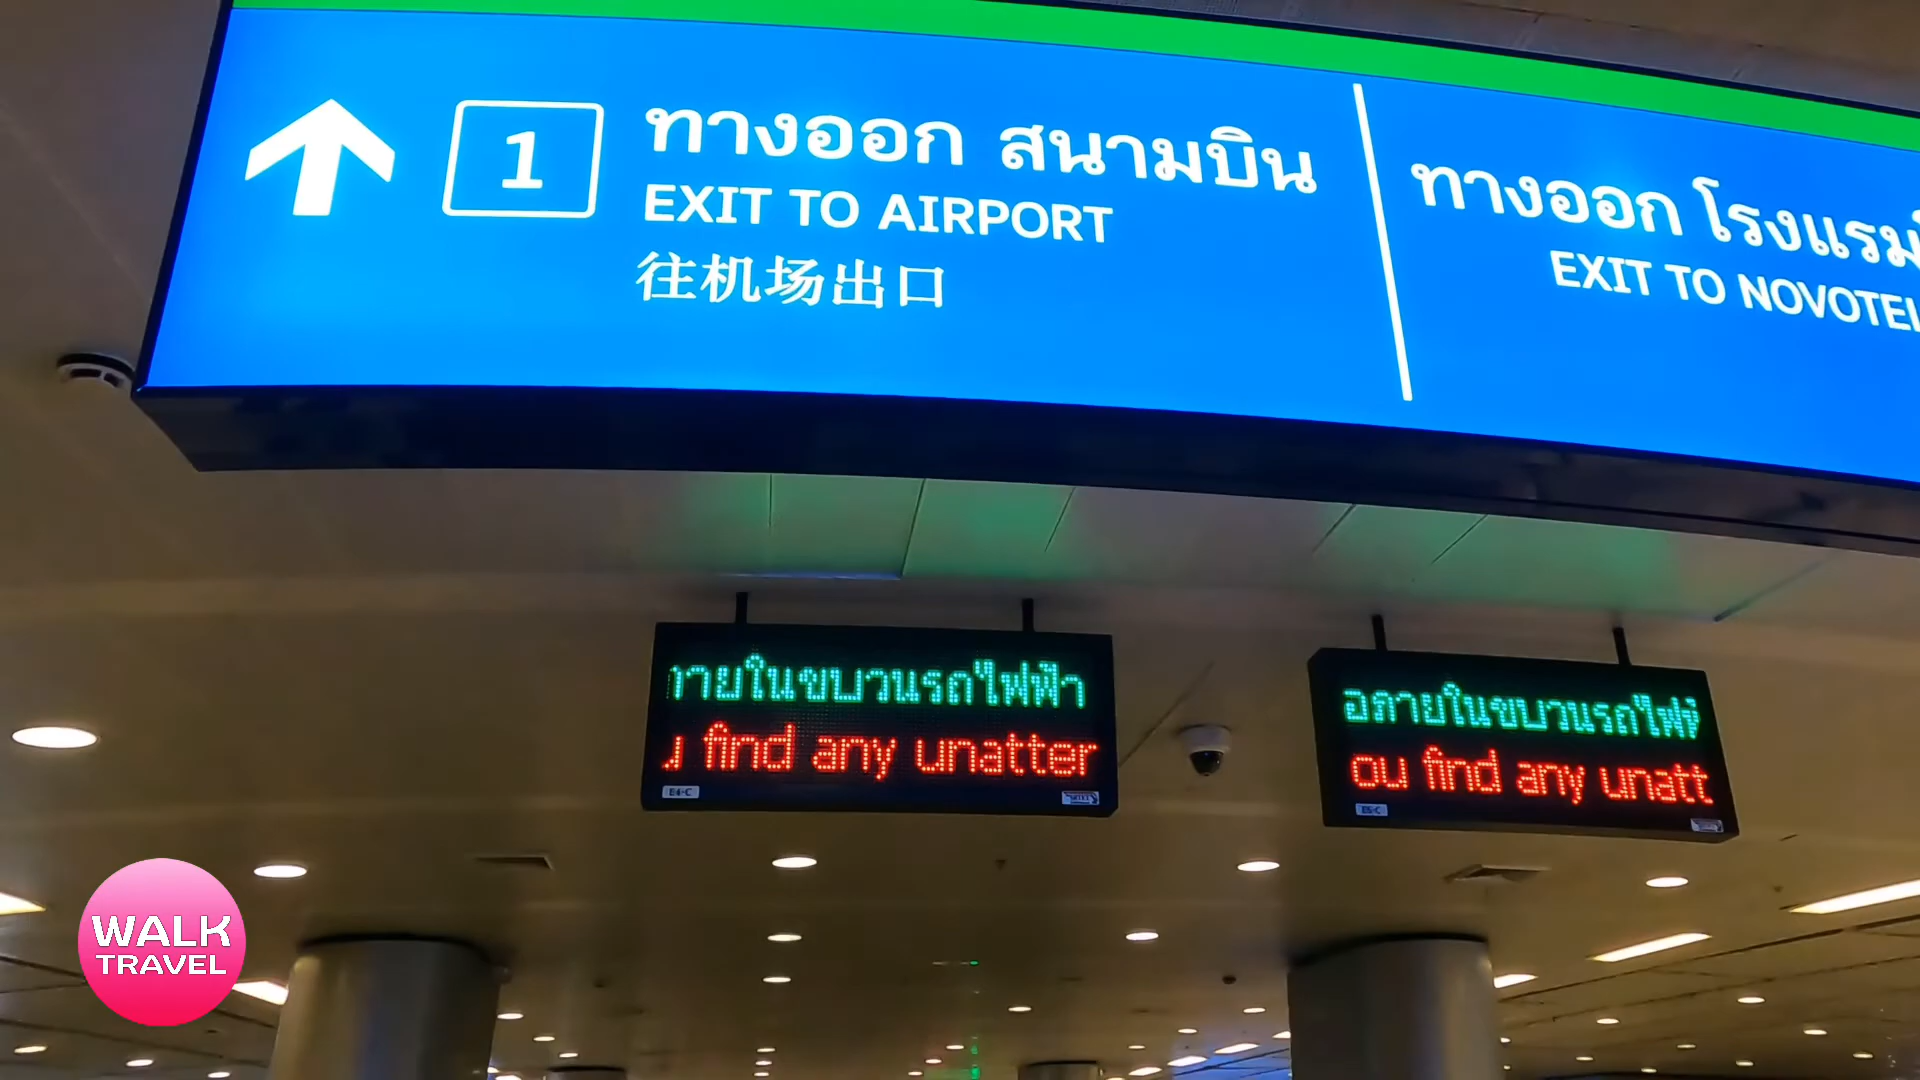 1
ทางออก สนามบิน
EXIT TO AIRPORT
往机场出口
ทางออก โรงแรม
EXIT TO NOVOTEL
ภายในขบวนรถไฟฟ้า
u find any unatter
อภายในขบวนรถไฟฟ้
ou find any unatt
WALK
TRAVEL